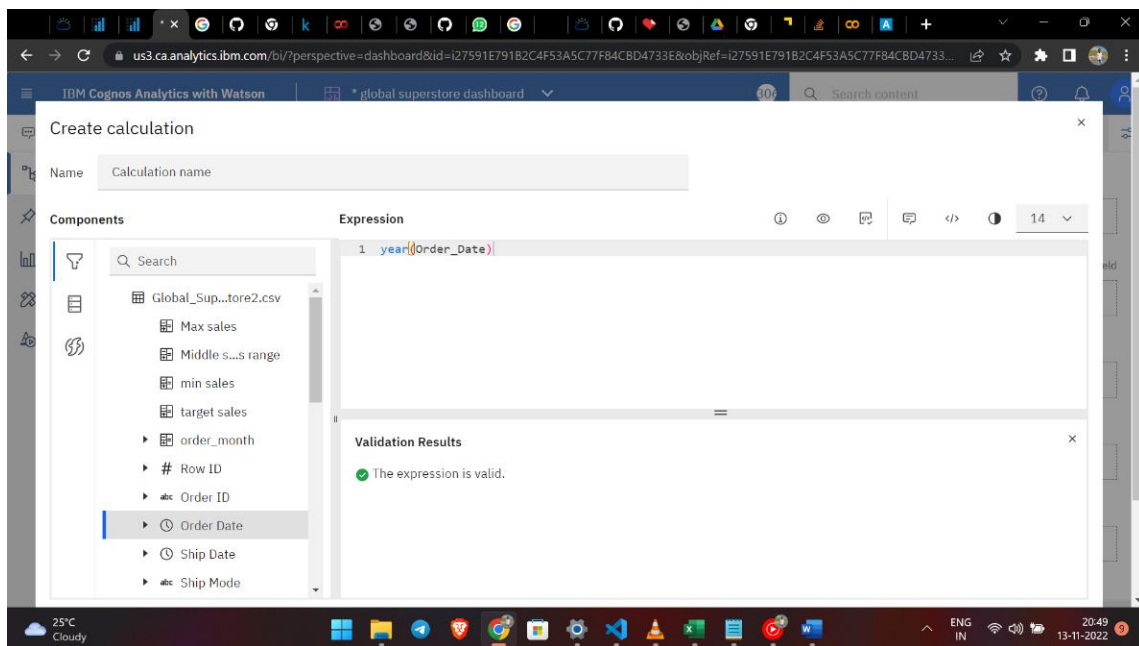 us3.ca.analytics.ibm.com/bi/?perspective=dashboard&id=i27591E791B2C4F53A5C77F84CBD4733E&objRef=i27591E791B2C4F53A5C77F84CBD4733...
IBM Cognos Analytics with Watson
* global superstore dashboard
Search content
Create calculation
Name
Calculation name
Components
Expression
14
Search
1 year(Order_Date)
Global_Sup...tore2.csv
Max sales
Middle s...s range
min sales
target sales
order_month
# Row ID
abc Order ID
Order Date
Ship Date
abc Ship Mode
Validation Results
The expression is valid.
25°C
Cloudy
ENG
IN
20:49
13-11-2022
9